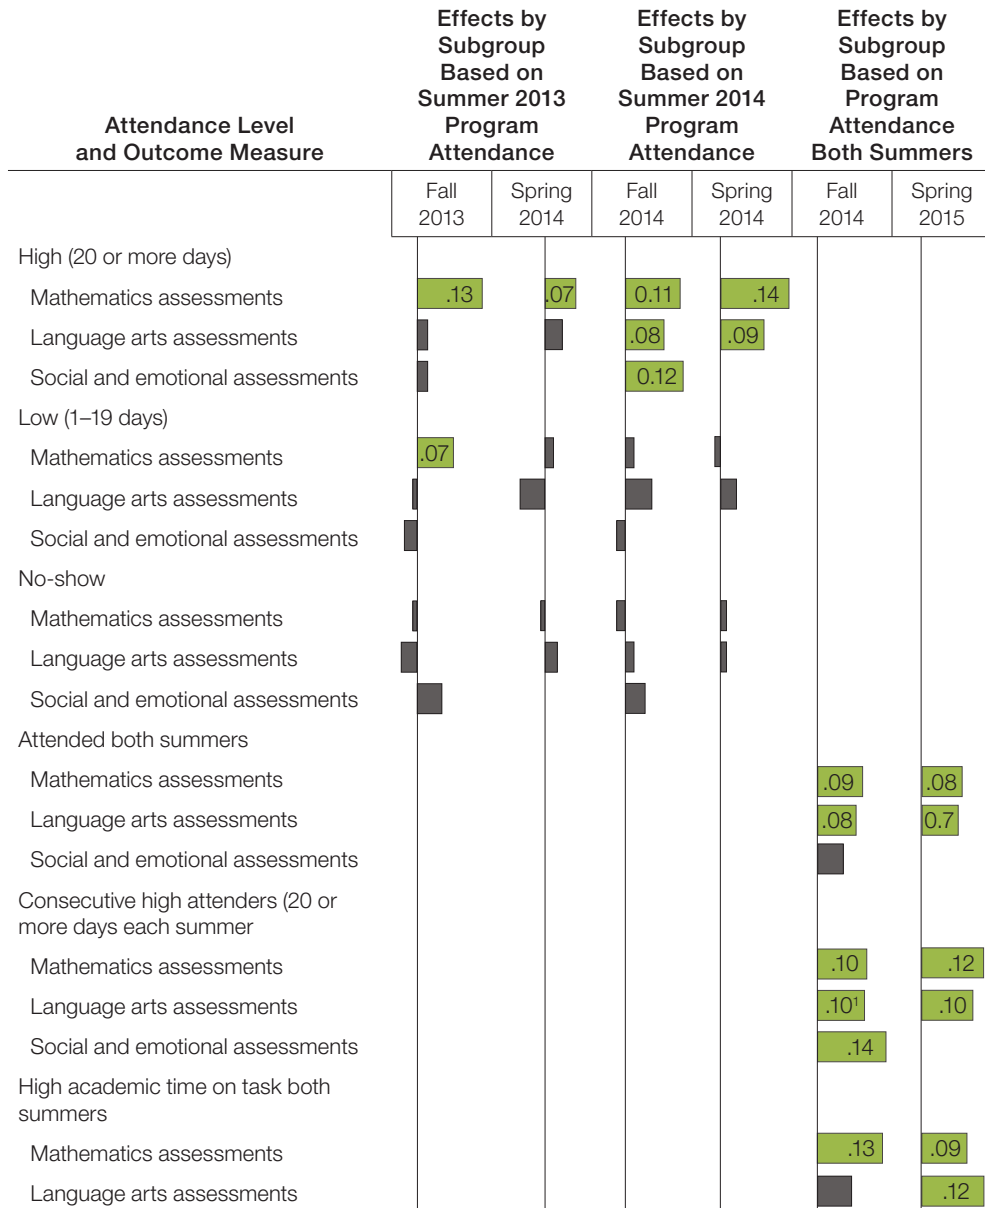 Attendance Level
and Outcome Measure
Effects by
Subgroup
Based on
Summer 2013
Program
Attendance
Effects by
Subgroup
Based on
Summer 2014
Program
Attendance
Effects by
Subgroup
Based on
Program
Attendance
Both Summers
Fall
2013
Spring
2014
Fall
2014
Spring
2014
Fall
2014
Spring
2015
High (20 or more days)
Mathematics assessments .13 .07 0.11 .14
Language arts assessments .08 .09
Social and emotional assessments 0.12
Low (1–19 days)
Mathematics assessments .07
Language arts assessments
Social and emotional assessments
No-show
Mathematics assessments
Language arts assessments
Social and emotional assessments
Attended both summers
Mathematics assessments .09 .08
Language arts assessments .08 0.7
Social and emotional assessments
Consecutive high attenders (20 or
more days each summer
Mathematics assessments .10 .12
Language arts assessments .10¹ .10
Social and emotional assessments .14
High academic time on task both
summers
Mathematics assessments .13 .09
Language arts assessments .12